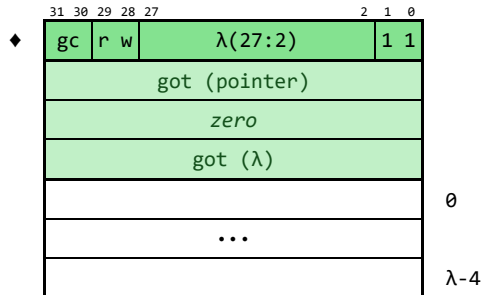 31 30 29 28 27 2 1 0
♦ gc r w λ(27:2) 1 1
got (pointer)
zero
got (λ)
0
...
λ-4